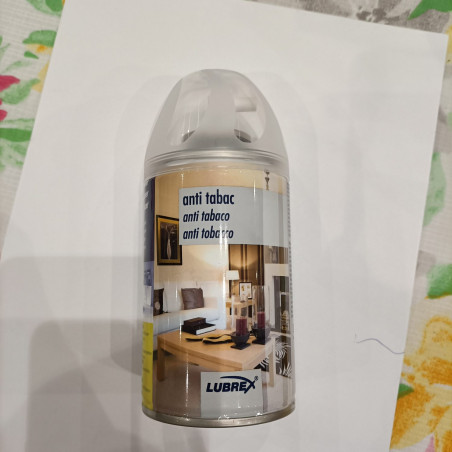 anti tabac
anti tabaco
anti tobacco
LUBREX®